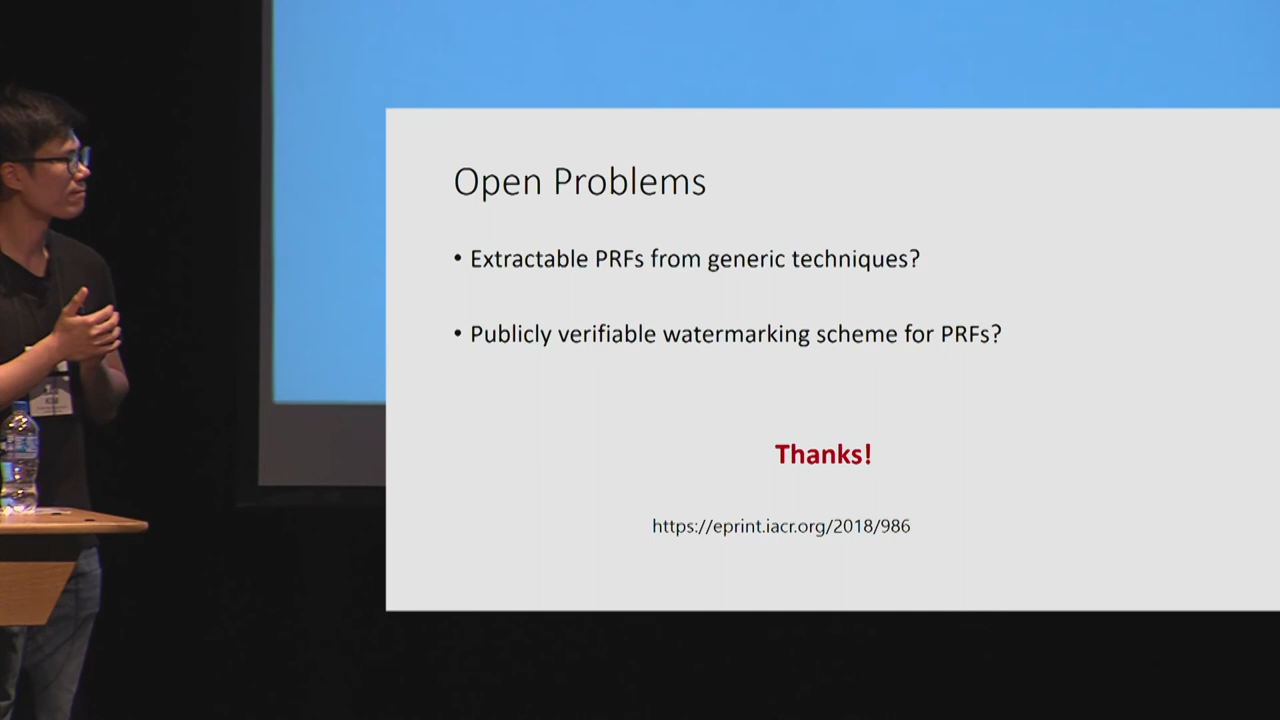 Open Problems
• Extractable PRFs from generic techniques?
• Publicly verifiable watermarking scheme for PRFs?
Thanks!
https://eprint.iacr.org/2018/986